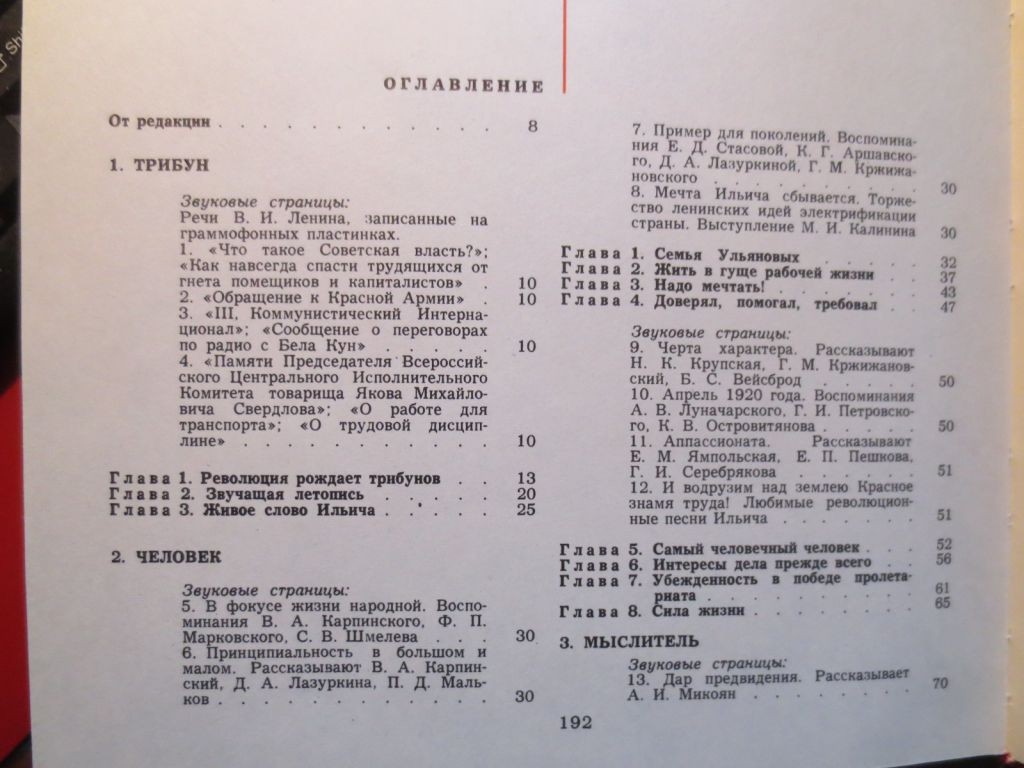 ОГЛАВЛЕНИЕ
От редакции . . . . . . . . . . . . . 8
1. ТРИБУН
Звуковые страницы:
Речи В. И. Ленина, записанные на
граммофонных пластинках.
1. «Что такое Советская власть?»;
«Как навсегда спасти трудящихся от
гнета помещиков и капиталистов» . 10
2. «Обращение к Красной Армии» . 10
3. «III, Коммунистический Интерна-
ционал»; «Сообщение о переговорах
по радио с Бела Кун» . . . . . 10
4. «Памяти Председателя Всероссий-
ского Центрального Исполнительного
Комитета товарища Якова Михайло-
вича Свердлова»; «О работе для
транспорта»; «О трудовой дисцип-
лине» . . . . . . . . . . . . 10
Глава 1. Революция рождает трибунов . . 13
Глава 2. Звучащая летопись . . . . . 20
Глава 3. Живое слово Ильича . . . . . 25
2. ЧЕЛОВЕК
Звуковые страницы:
5. В фокусе жизни народной. Воспо-
минания В. А. Карпинского, Ф. П.
Марковского, С. В. Шмелева . . . 30
6. Принципиальность в большом и
малом. Рассказывают В. А. Карпин-
ский, Д. А. Лазуркина, П. Д. Маль-
ков . . . . . . . . . . . . . 30
7. Пример для поколений. Воспомина-
ния Е. Д. Стасовой, К. Г. Аршавско-
го, Д. А. Лазуркиной, Г. М. Кржижа-
новского . . . . . . . . . . 30
8. Мечта Ильича сбывается. Торже-
ство ленинских идей электрификации
страны. Выступление М. И. Калинина 30
Глава 1. Семья Ульяновых . . . . . 32
Глава 2. Жить в гуще рабочей жизни . . 37
Глава 3. Надо мечтать! . . . . . . . 43
Глава 4. Доверял, помогал, требовал . . 47
Звуковые страницы:
9. Черта характера. Рассказывают
Н. К. Крупская, Г. М. Кржижанов-
ский, Б. С. Вейсброд . . . . . 50
10. Апрель 1920 года. Воспоминания
А. В. Луначарского, Г. И. Петровско-
го, К. В. Островитянова . . . . . 50
11. Аппассионата. Рассказывают
Е. М. Ямпольская, Е. П. Пешкова,
Г. И. Серебрякова . . . . . . 51
12. И водрузим над землею Красное
знамя труда! Любимые революцион-
ные песни Ильича . . . . . . . 51
Глава 5. Самый человечный человек . . . 52
Глава 6. Интересы дела прежде всего . . 56
Глава 7. Убежденность в победе пролета-
риата . . . . . . . . . . 61
Глава 8. Сила жизни . . . . . . . . 65
3. МЫСЛИТЕЛЬ
Звуковые страницы:
13. Дар предвидения. Рассказывает
А. И. Микоян . . . . . . . . 70
192